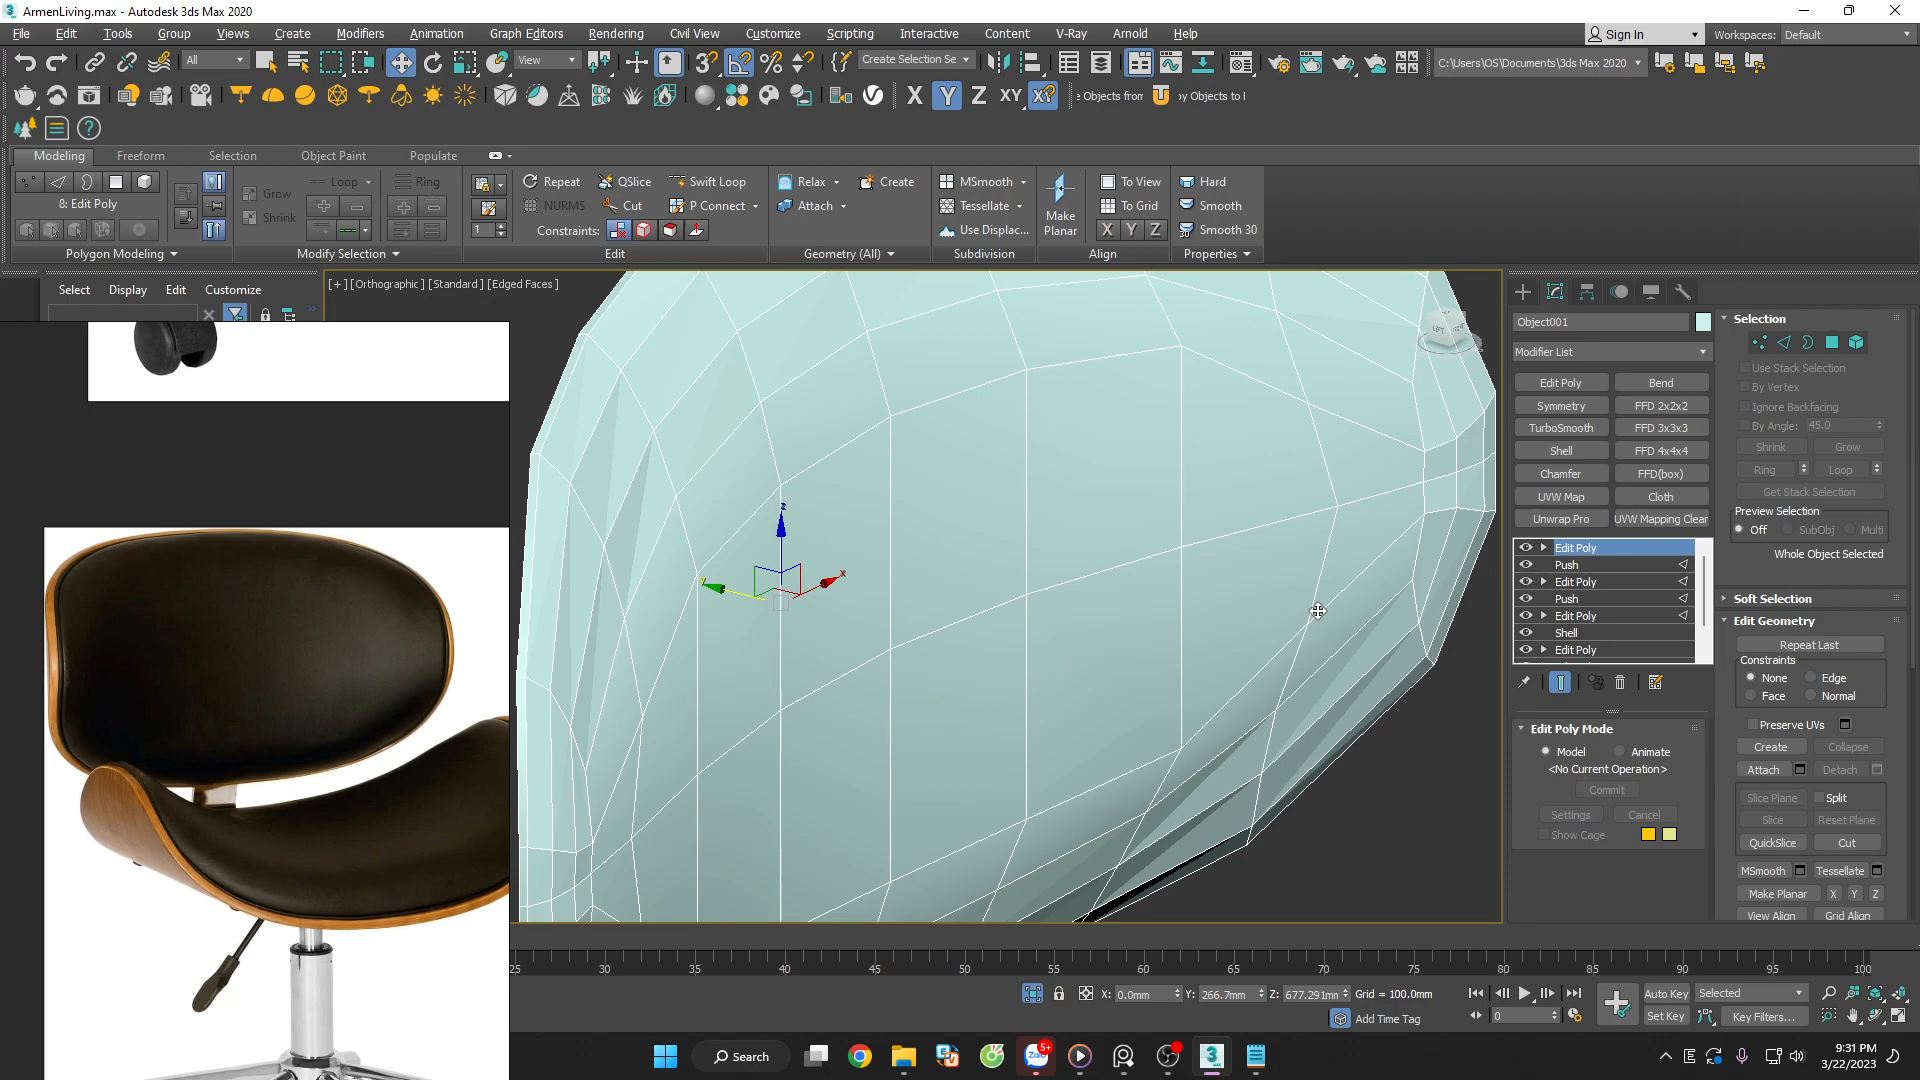 ArmenLiving.max - Autodesk 3ds Max 2020
File Edit Tools Group Views Create Modifiers Animation Graph Editors Rendering Civil View Customize Scripting Interactive Content V-Ray Arnold Help
Sign In Workspaces: Default
All View Create Selection Se C:\Users\OS\Documents\3ds Max 2020
X Y Z XY e Objects from by Objects to
Modeling Freeform Selection Object Paint Populate
Grow Loop Ring Repeat QSlice Swift Loop Relax Create MSmooth To View Hard
8: Edit Poly Shrink NURMS Cut P Connect Attach Tessellate Make Planar To Grid Smooth
1 Constraints: Use Displac... X Y Z Smooth 30
Polygon Modeling Modify Selection Edit Geometry (All) Subdivision Align Properties
Select Display Edit Customize
[+] [Orthographic] [Standard] [Edged Faces]
z
x
y
Object001
Modifier List
Edit Poly Bend
Symmetry FFD 2x2x2
TurboSmooth FFD 3x3x3
Shell FFD 4x4x4
Chamfer FFD(box)
UVW Map Cloth
Unwrap Pro UVW Mapping Clear
Edit Poly
Push
Edit Poly
Push
Edit Poly
Shell
Edit Poly
Edit Poly Mode
Model Animate
<No Current Operation>
Commit
Settings Cancel
Show Cage
Selection
Use Stack Selection
By Vertex
Ignore Backfacing
By Angle: 45.0
Shrink Grow
Ring Loop
Get Stack Selection
Preview Selection
Off SubObj Multi
Whole Object Selected
Soft Selection
Edit Geometry
Repeat Last
Constraints
None Edge
Face Normal
Preserve UVs
Create Collapse
Attach Detach
Slice Plane Split
Slice Reset Plane
QuickSlice Cut
MSmooth Tessellate
Make Planar X Y Z
View Align Grid Align
25 30 35 40 45 50 55 60 65 70 75 80 85 90 95 100
X: 0.0mm Y: 266.7mm Z: 677.291mm Grid = 100.0mm
Add Time Tag
0
Auto Key Selected
Set Key Key Filters...
Search
Zalo 5+
3
E
9:31 PM
3/22/2023